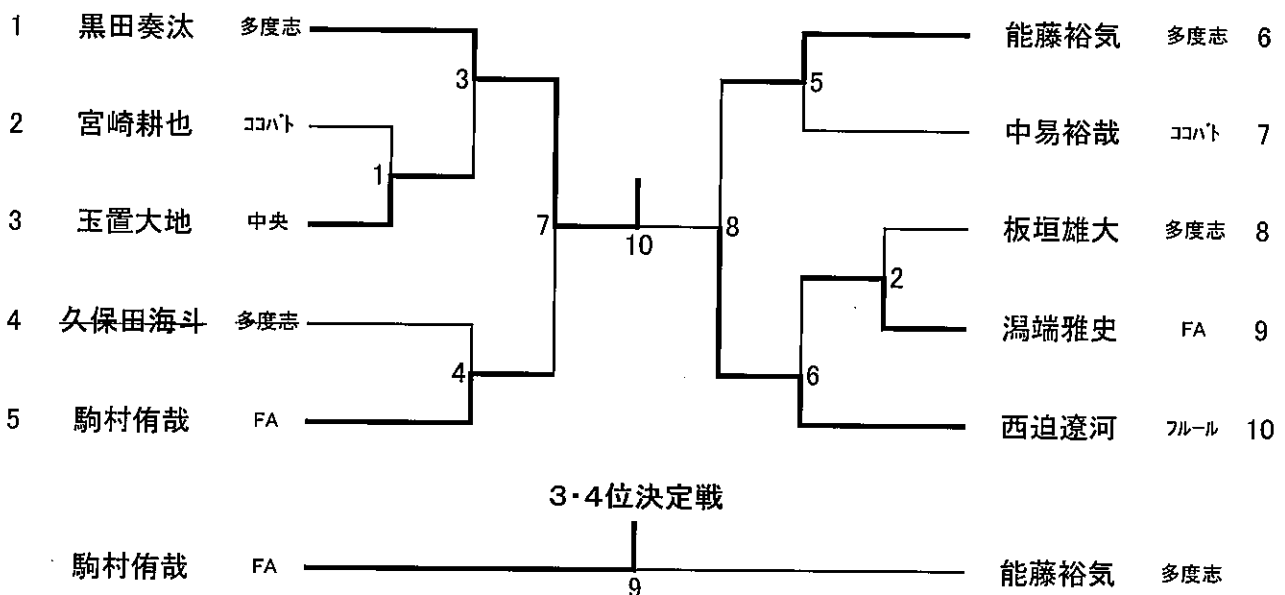 1 黒田奏汰 多度志
2 宮崎耕也 ココバト
3 玉置大地 中央
4 久保田海斗 多度志
5 駒村侑哉 FA
3
1
7
4
10
能藤裕気 多度志 6
中易裕哉 ココバト 7
板垣雄大 多度志 8
潟端雅史 FA 9
西迫遼河 フルール 10
5
8
2
6
3・4位決定戦
駒村侑哉 FA
9
能藤裕気 多度志